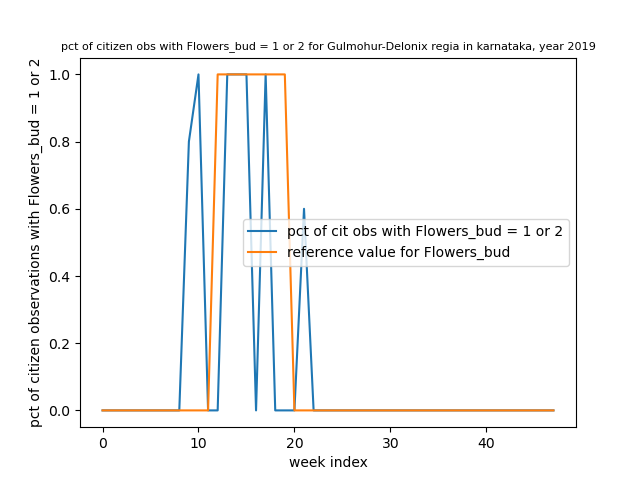 pct of citizen obs with Flowers_bud = 1 or 2 for Gulmohur-Delonix regia in karnataka, year 2019
pct of citizen observations with Flowers_bud = 1 or 2
1.0
0.8
0.6
0.4
0.2
0.0
pct of cit obs with Flowers_bud = 1 or 2
reference value for Flowers_bud
0 10 20 30 40
week index